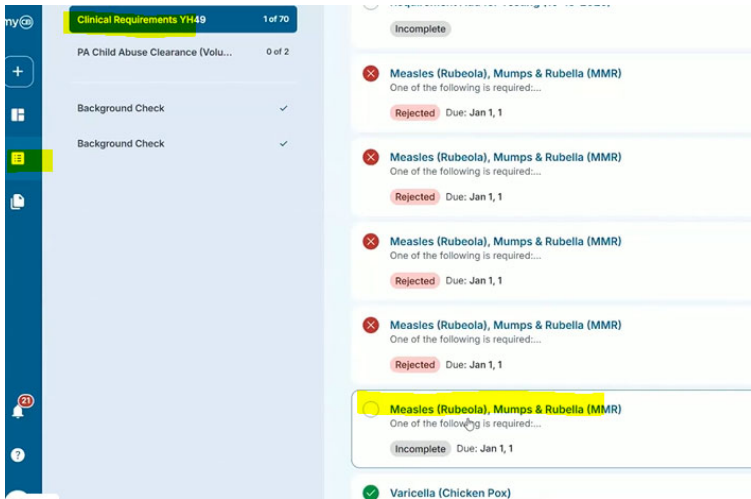 my CB
Clinical Requirements YH49
1 of 70
PA Child Abuse Clearance (Volu...
0 of 2
Background Check
Background Check
21
?
Incomplete
Measles (Rubeola), Mumps & Rubella (MMR)
One of the following is required:...
Rejected Due: Jan 1, 1
Measles (Rubeola), Mumps & Rubella (MMR)
One of the following is required:...
Rejected Due: Jan 1, 1
Measles (Rubeola), Mumps & Rubella (MMR)
One of the following is required:...
Rejected Due: Jan 1, 1
Measles (Rubeola), Mumps & Rubella (MMR)
One of the following is required:...
Rejected Due: Jan 1, 1
Measles (Rubeola), Mumps & Rubella (MMR)
One of the following is required:...
Incomplete Due: Jan 1, 1
Varicella (Chicken Pox)